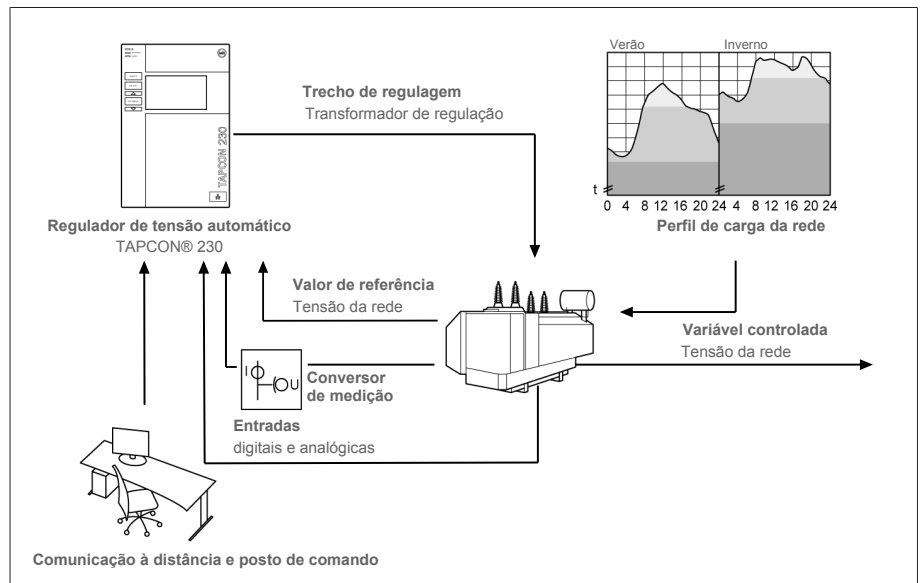 Verão
Inverno
Trecho de regulagem
Transformador de regulação
TAPCON 230
t
0 4 8 12 16 20 24 4 8 12 16 20 24
Regulador de tensão automático
TAPCON® 230
Perfil de carga da rede
Valor de referência
Tensão da rede
Variável controlada
Tensão da rede
I
U
Conversor
de medição
Entradas
digitais e analógicas
Comunicação à distância e posto de comando